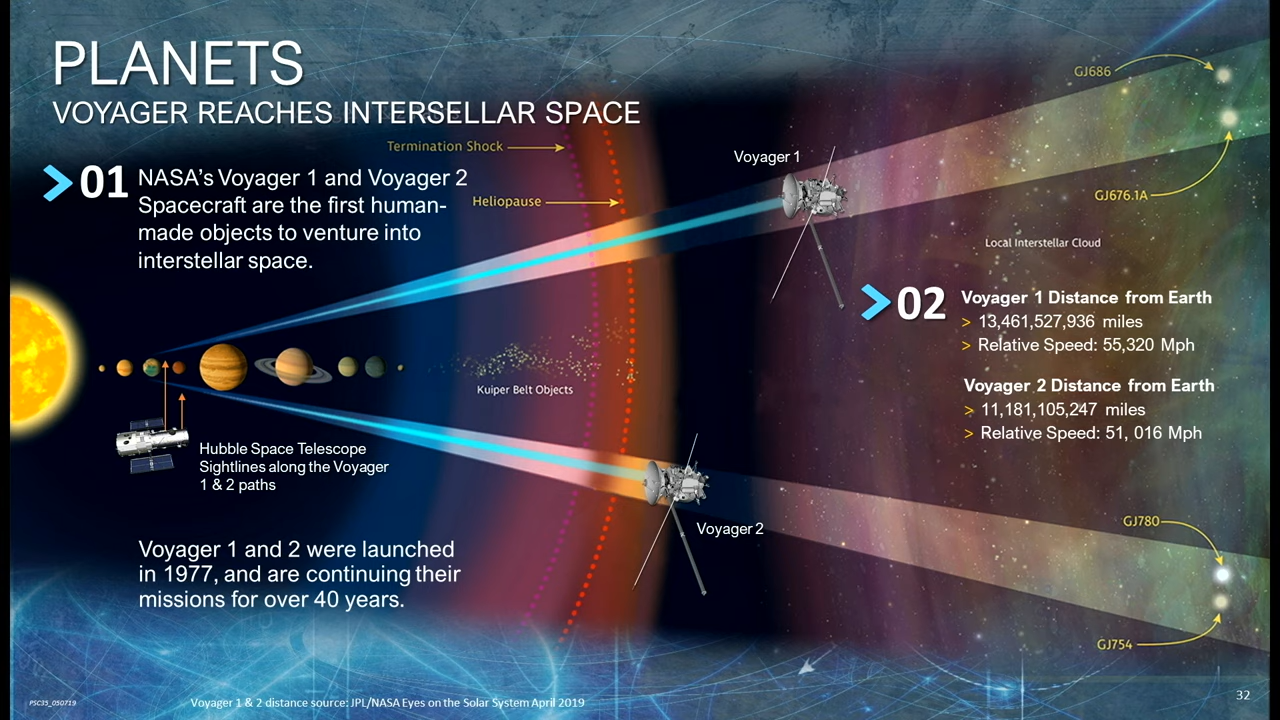 PLANETS
VOYAGER REACHES INTERSELLAR SPACE
Termination Shock
Heliopause
01
NASA's Voyager 1 and Voyager 2
Spacecraft are the first human-
made objects to venture into
interstellar space.
Voyager 1
GJ686
GJ676.1A
Local Interstellar Cloud
02
Voyager 1 Distance from Earth
> 13,461,527,936 miles
> Relative Speed: 55,320 Mph
Voyager 2 Distance from Earth
> 11,181,105,247 miles
> Relative Speed: 51, 016 Mph
Kuiper Belt Objects
Hubble Space Telescope
Sightlines along the Voyager
1 & 2 paths
Voyager 2
GJ780
GJ754
Voyager 1 and 2 were launched
in 1977, and are continuing their
missions for over 40 years.
PSC35_050719
Voyager 1 & 2 distance source: JPL/NASA Eyes on the Solar System April 2019
32